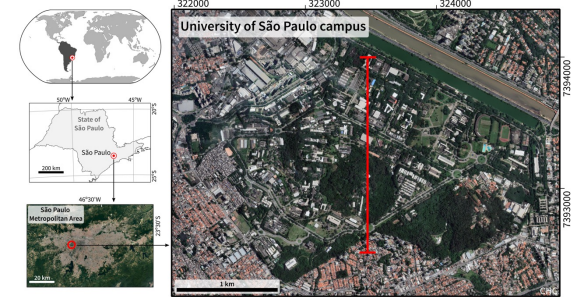 322000
323000
324000
University of São Paulo campus
7394000
7393000
1 km
CHC
50°W
45°W
20°S
25°S
State of
São Paulo
São Paulo
200 km
46°30'S
23°30'S
São Paulo
Metropolitan Area
20 km